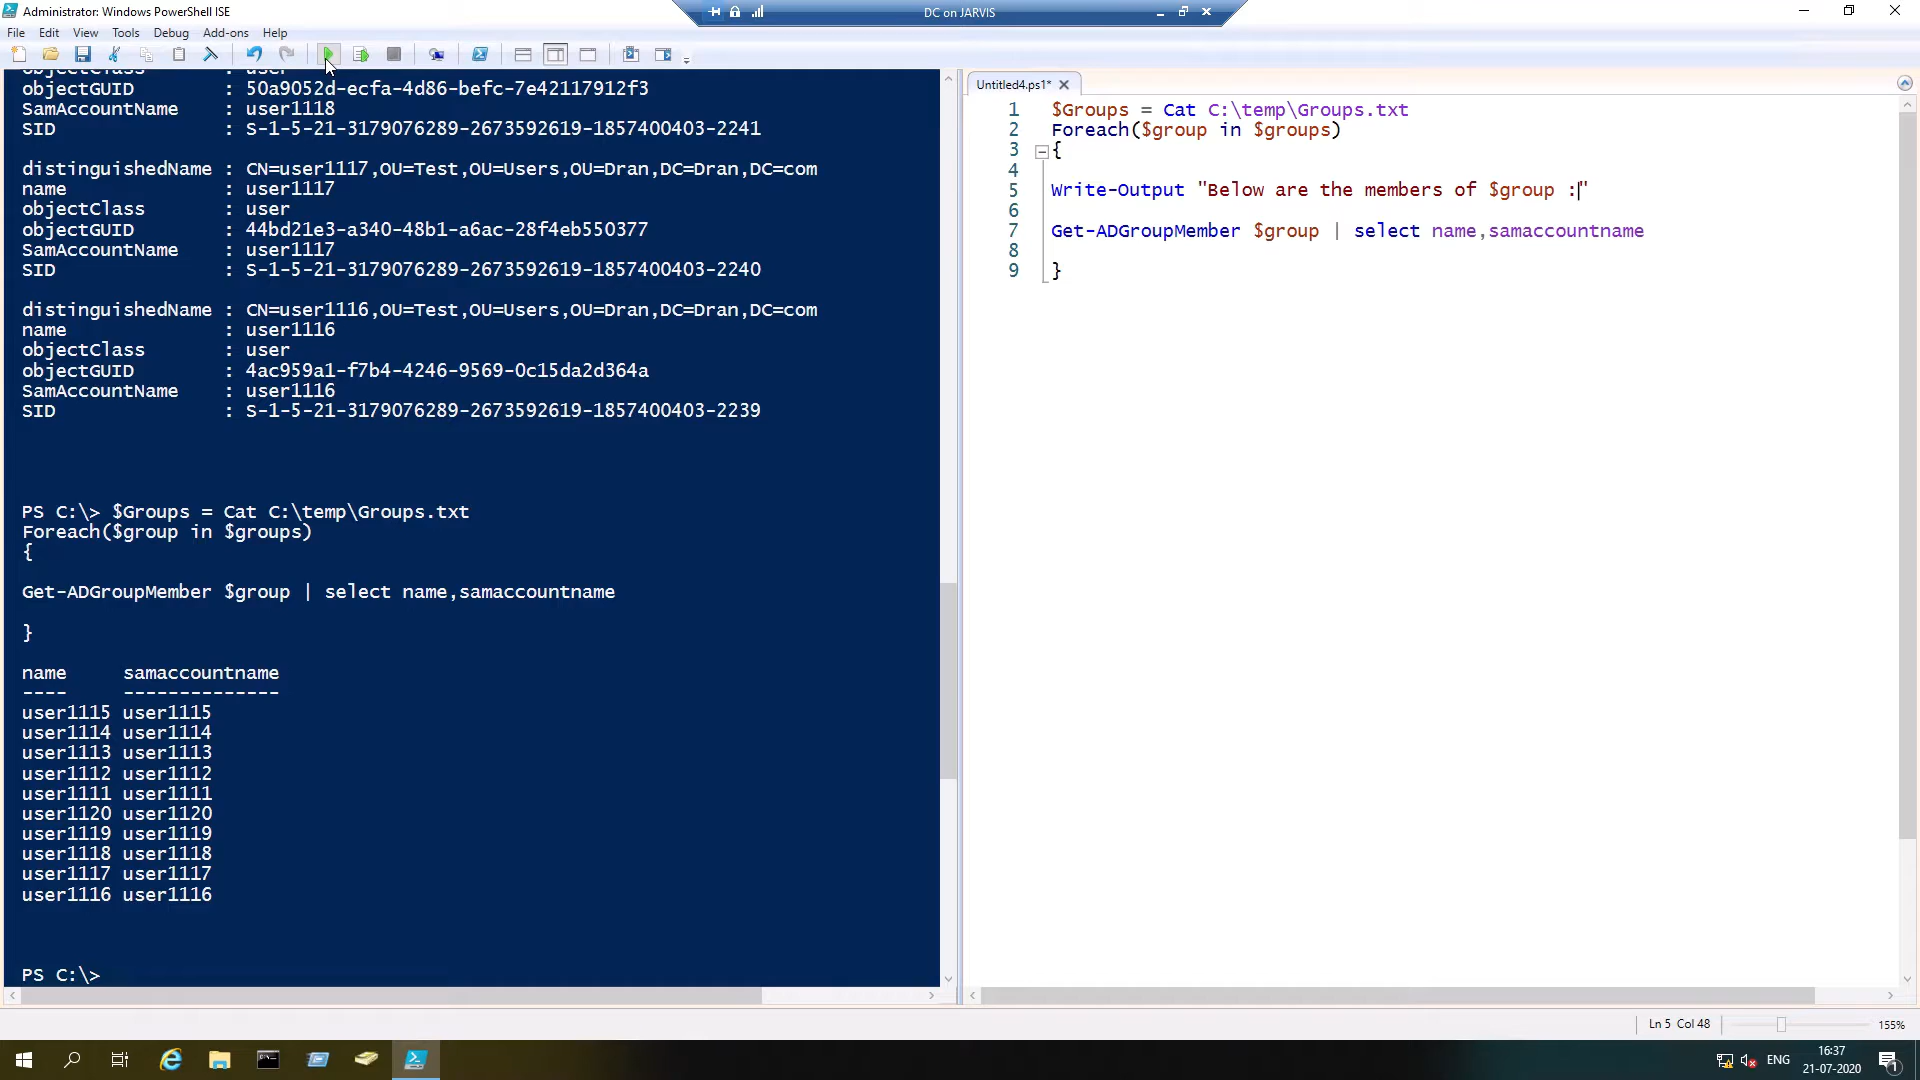 Administrator: Windows PowerShell ISE
DC on JARVIS
File Edit View Tools Debug Add-ons Help
objectClass : user
objectGUID : 50a9052d-ecfa-4d86-befc-7e42117912f3
SamAccountName : user1118
SID : S-1-5-21-3179076289-2673592619-1857400403-2241
distinguishedName : CN=user1117,OU=Test,OU=Users,OU=Dran,DC=Dran,DC=com
name : user1117
objectClass : user
objectGUID : 44bd21e3-a340-48b1-a6ac-28f4eb550377
SamAccountName : user1117
SID : S-1-5-21-3179076289-2673592619-1857400403-2240
distinguishedName : CN=user1116,OU=Test,OU=Users,OU=Dran,DC=Dran,DC=com
name : user1116
objectClass : user
objectGUID : 4ac959a1-f7b4-4246-9569-0c15da2d364a
SamAccountName : user1116
SID : S-1-5-21-3179076289-2673592619-1857400403-2239
PS C:\> $Groups = Cat C:\temp\Groups.txt
Foreach($group in $groups)
{
Get-ADGroupMember $group | select name,samaccountname
}
name samaccountname
---- --------------
user1115 user1115
user1114 user1114
user1113 user1113
user1112 user1112
user1111 user1111
user1120 user1120
user1119 user1119
user1118 user1118
user1117 user1117
user1116 user1116
PS C:\>
Untitled4.ps1*
1 $Groups = Cat C:\temp\Groups.txt
2 Foreach($group in $groups)
3 {
4
5 Write-Output "Below are the members of $group :"
6
7 Get-ADGroupMember $group | select name,samaccountname
8
9 }
Ln 5 Col 48
155%
ENG
16:37
21-07-2020
1